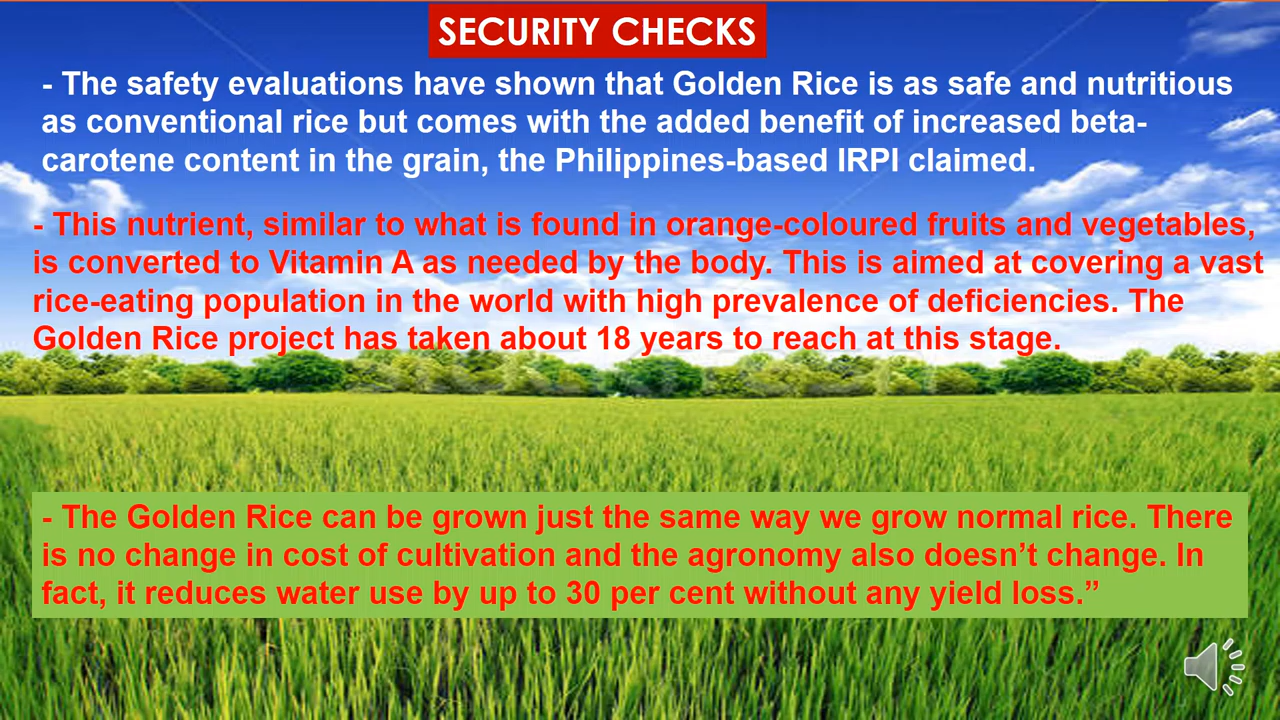 SECURITY CHECKS
- The safety evaluations have shown that Golden Rice is as safe and nutritious
as conventional rice but comes with the added benefit of increased beta-
carotene content in the grain, the Philippines-based IRPI claimed.
- This nutrient, similar to what is found in orange-coloured fruits and vegetables,
is converted to Vitamin A as needed by the body. This is aimed at covering a vast
rice-eating population in the world with high prevalence of deficiencies. The
Golden Rice project has taken about 18 years to reach at this stage.
- The Golden Rice can be grown just the same way we grow normal rice. There
is no change in cost of cultivation and the agronomy also doesn’t change. In
fact, it reduces water use by up to 30 per cent without any yield loss.”